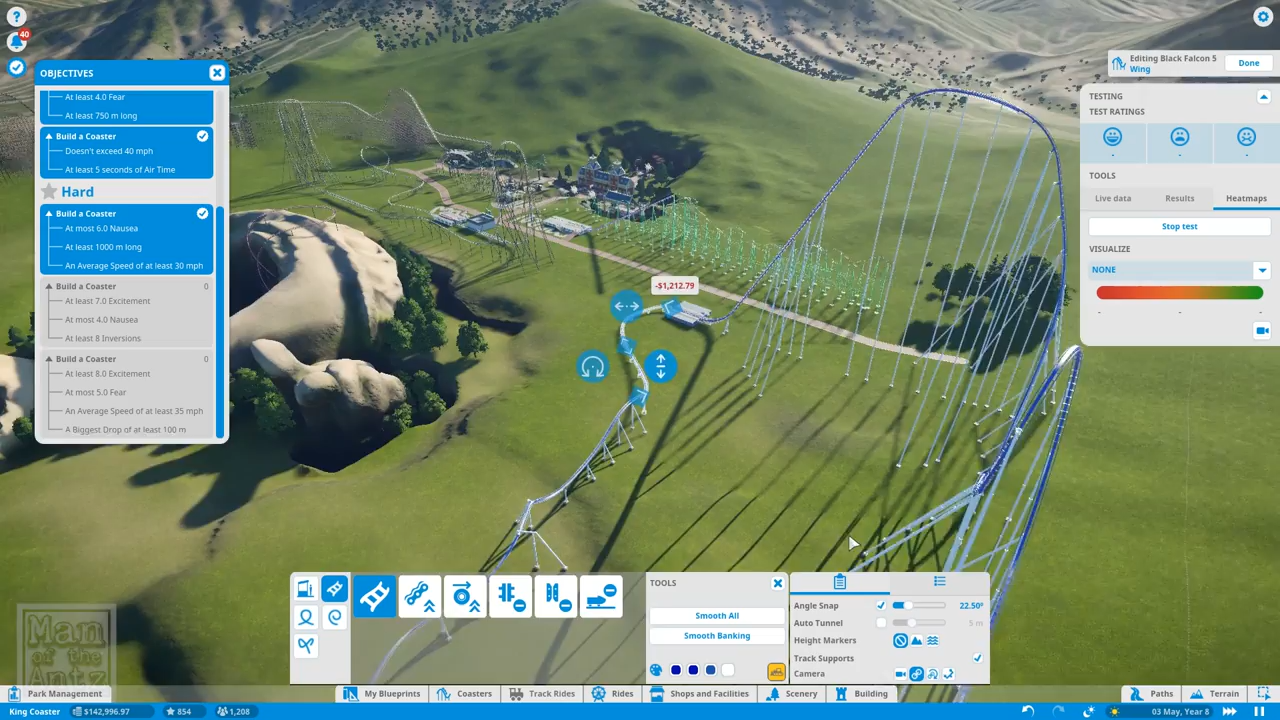 ?
40
OBJECTIVES
At least 4.0 Fear
At least 750 m long
Build a Coaster
Doesn't exceed 40 mph
At least 5 seconds of Air Time
Hard
Build a Coaster
At most 6.0 Nausea
At least 1000 m long
An Average Speed of at least 30 mph
Build a Coaster 0
At least 7.0 Excitement
At most 4.0 Nausea
At least 8 Inversions
Build a Coaster 0
At least 8.0 Excitement
At most 5.0 Fear
An Average Speed of at least 35 mph
A Biggest Drop of at least 100 m
-$1,212.79
Editing Black Falcon 5
Wing
Done
TESTING
TEST RATINGS
- - -
TOOLS
Live data Results Heatmaps
Stop test
VISUALIZE
NONE
- - -
Man
of the
Antz
TOOLS
Smooth All
Smooth Banking
Angle Snap 22.50°
Auto Tunnel 5 m
Height Markers
Track Supports
Camera
Park Management My Blueprints Coasters Track Rides Rides Shops and Facilities Scenery Building Paths Terrain
King Coaster $142,996.97 854 1,208 03 May, Year 8